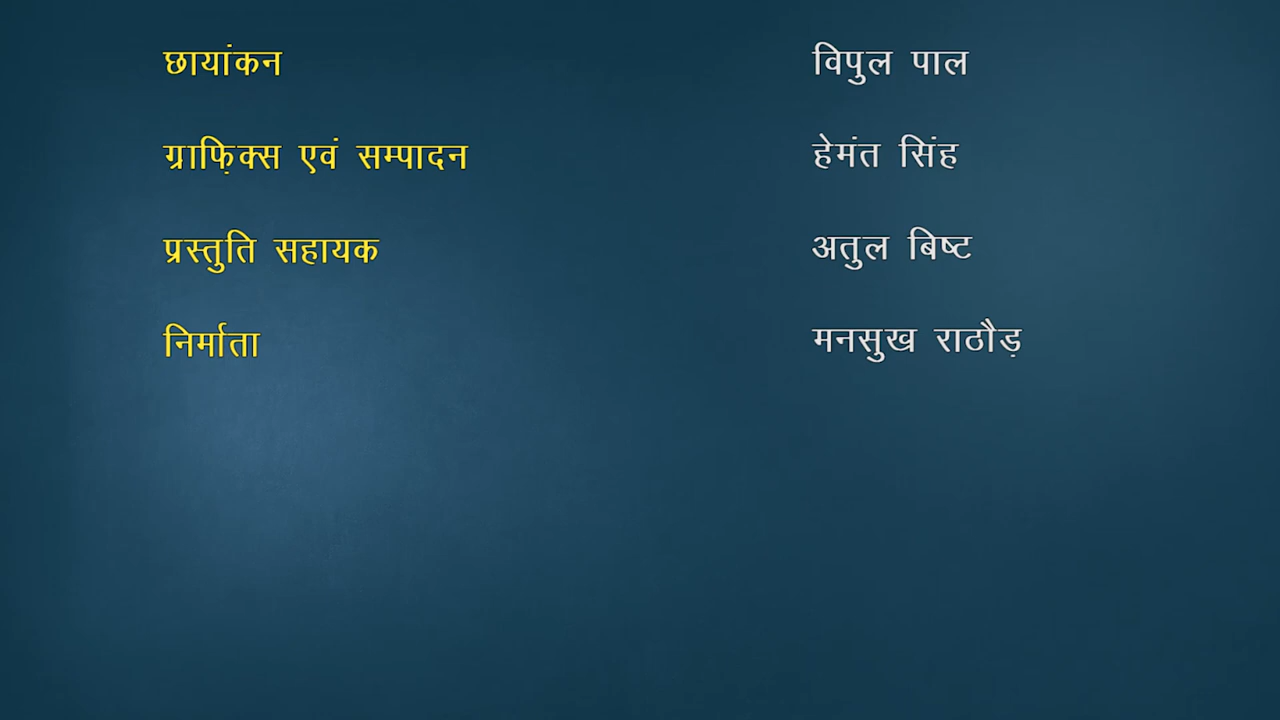 छायांकन विपुल पाल
ग्राफ़िक्स एवं सम्पादन हेमंत सिंह
प्रस्तुति सहायक अतुल बिष्ट
निर्माता मनसुख राठौड़